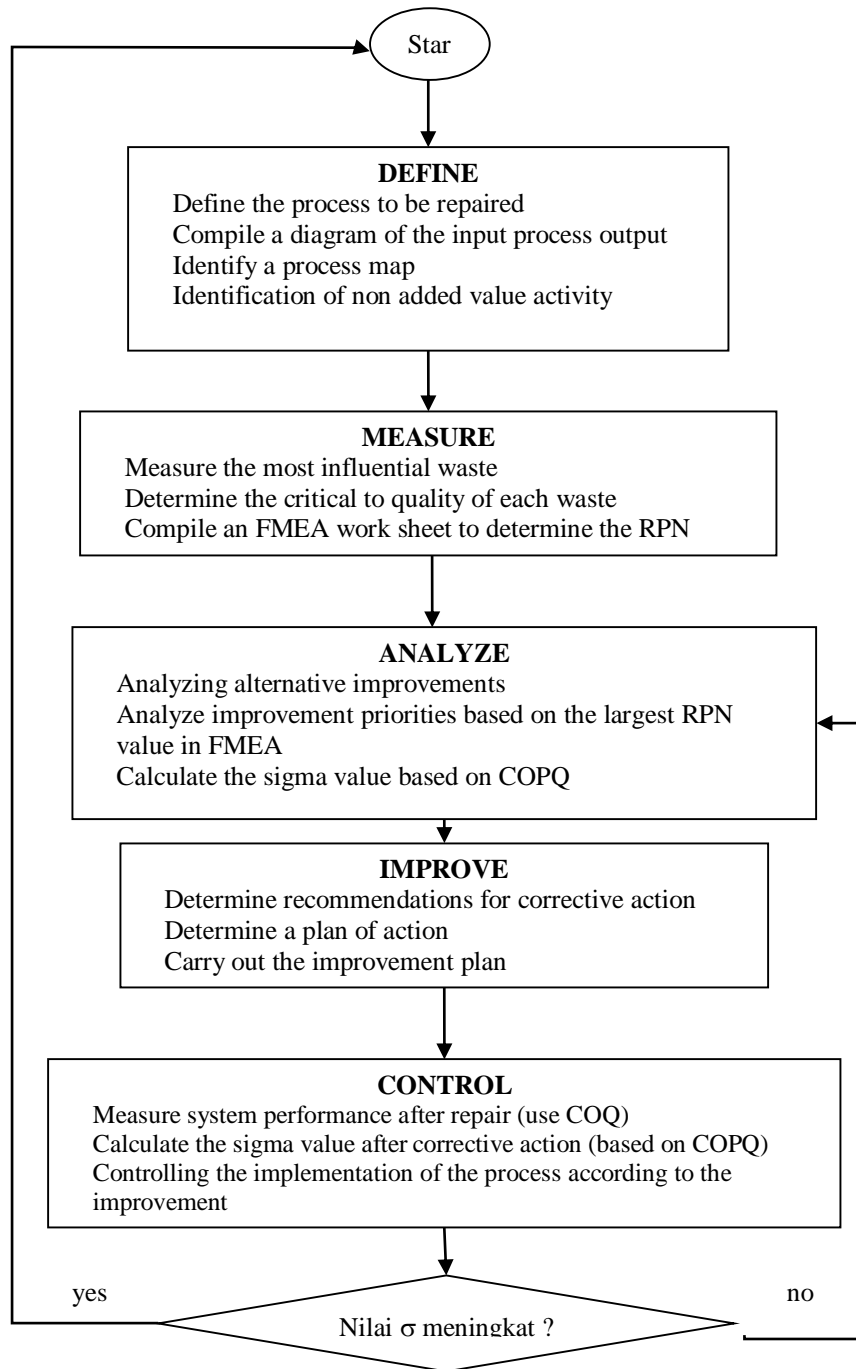 Star
DEFINE
Define the process to be repaired
Compile a diagram of the input process output
Identify a process map
Identification of non added value activity
MEASURE
Measure the most influential waste
Determine the critical to quality of each waste
Compile an FMEA work sheet to determine the RPN
ANALYZE
Analyzing alternative improvements
Analyze improvement priorities based on the largest RPN
value in FMEA
Calculate the sigma value based on COPQ
IMPROVE
Determine recommendations for corrective action
Determine a plan of action
Carry out the improvement plan
CONTROL
Measure system performance after repair (use COQ)
Calculate the sigma value after corrective action (based on COPQ)
Controlling the implementation of the process according to the
improvement
yes
no
Nilai σ meningkat ?